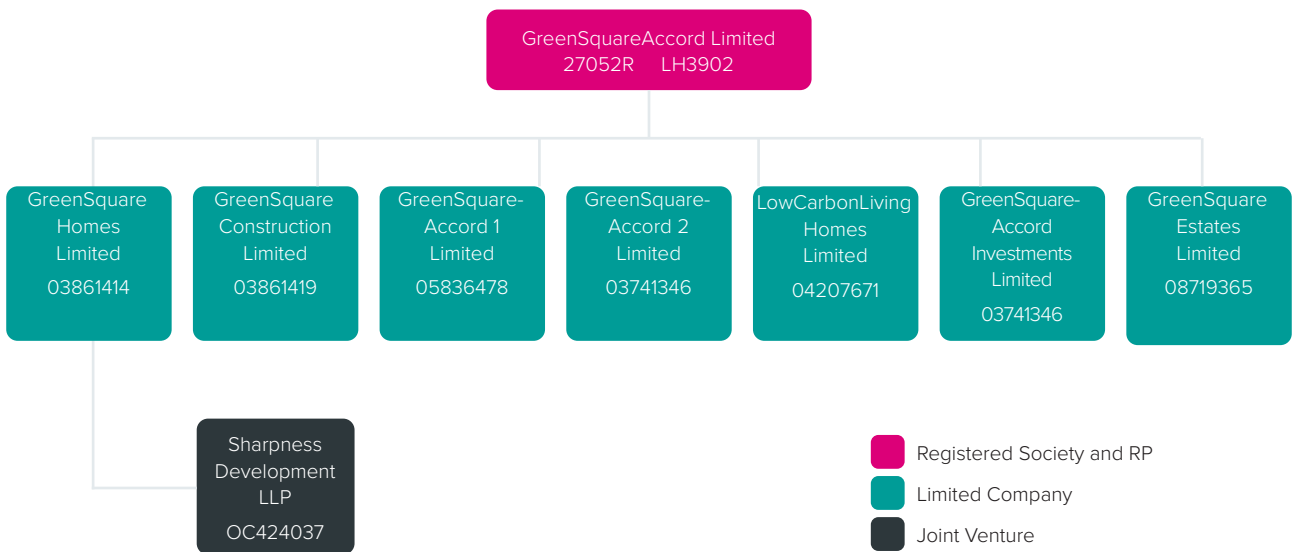 GreenSquareAccord Limited
27052R LH3902
GreenSquare
Homes
Limited
03861414
GreenSquare
Construction
Limited
03861419
GreenSquare-
Accord 1
Limited
05836478
GreenSquare-
Accord 2
Limited
03741346
LowCarbonLiving
Homes
Limited
04207671
GreenSquare-
Accord
Investments
Limited
03741346
GreenSquare
Estates
Limited
08719365
Sharpness
Development
LLP
OC424037
Registered Society and RP
Limited Company
Joint Venture